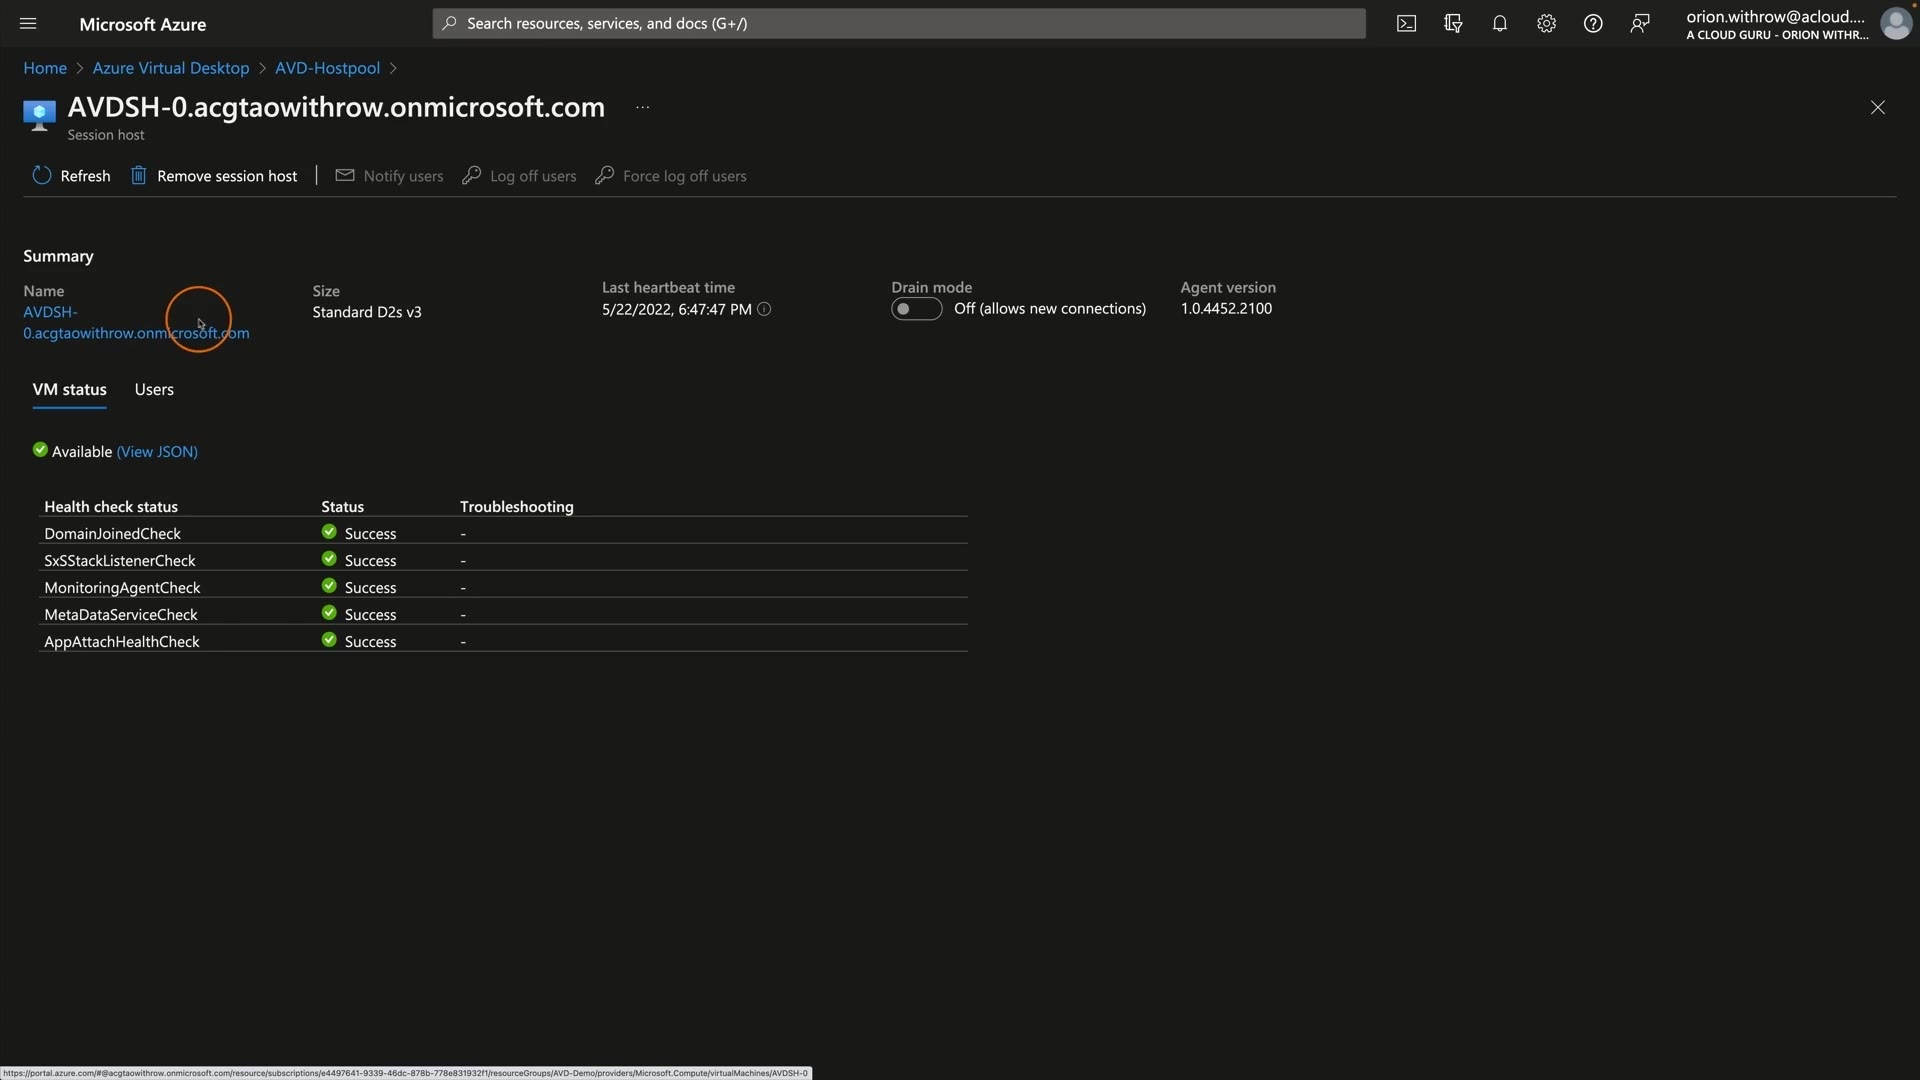 Microsoft Azure
Search resources, services, and docs (G+/)
orion.withrow@acloud....
A CLOUD GURU - ORION WITHR...
Home > Azure Virtual Desktop > AVD-Hostpool >
AVDSH-0.acgtaowithrow.onmicrosoft.com ...
Session host
Refresh Remove session host Notify users Log off users Force log off users
Summary
Name
AVDSH-
0.acgtaowithrow.onmicrosoft.com
Size
Standard D2s v3
Last heartbeat time
5/22/2022, 6:47:47 PM
Drain mode
Off (allows new connections)
Agent version
1.0.4452.2100
VM status Users
Available (View JSON)
Health check status Status Troubleshooting
DomainJoinedCheck Success -
SxSStackListenerCheck Success -
MonitoringAgentCheck Success -
MetaDataServiceCheck Success -
AppAttachHealthCheck Success -
https://portal.azure.com/#@acgtaowithrow.onmicrosoft.com/resource/subscriptions/e4497641-9339-46dc-878b-778e831932f1/resourceGroups/AVD-Demo/providers/Microsoft.Compute/virtualMachines/AVDSH-0